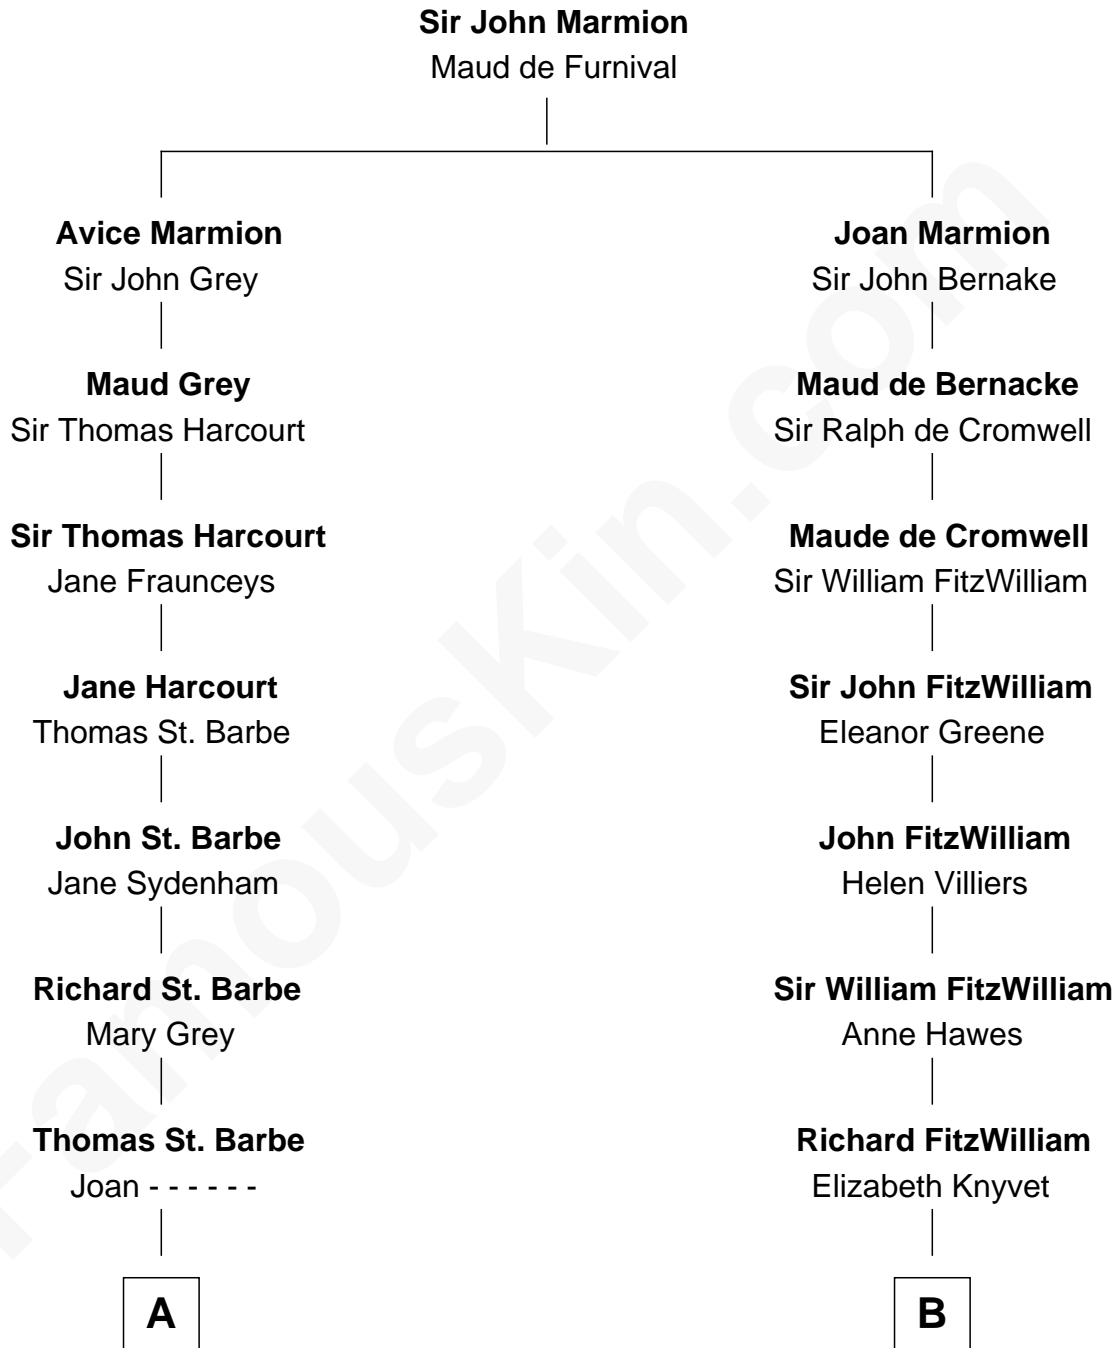 Sir John Marmion
Maud de Furnival
Avice Marmion
Sir John Grey
Joan Marmion
Sir John Bernake
Maud Grey
Sir Thomas Harcourt
Maud de Bernacke
Sir Ralph de Cromwell
Sir Thomas Harcourt
Jane Fraunceys
Maude de Cromwell
Sir William FitzWilliam
Jane Harcourt
Thomas St. Barbe
Sir John FitzWilliam
Eleanor Greene
John St. Barbe
Jane Sydenham
John FitzWilliam
Helen Villiers
Richard St. Barbe
Mary Grey
Sir William FitzWilliam
Anne Hawes
Thomas St. Barbe
Joan - - - - - -
Richard FitzWilliam
Elizabeth Knyvet
A
B
FamousKin.com